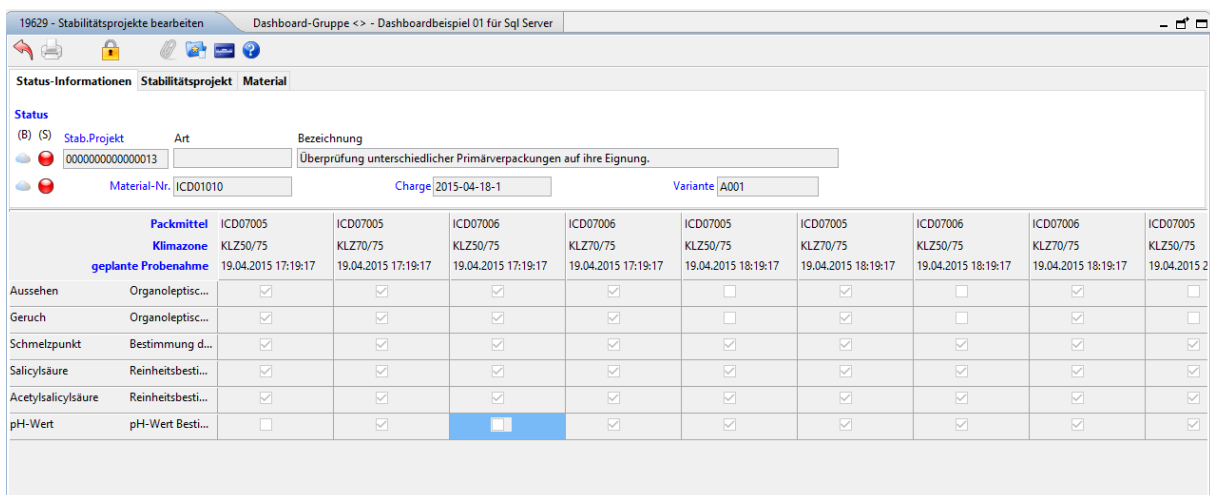 19629 - Stabilitätsprojekte bearbeiten Dashboard-Gruppe <> - Dashboardbeispiel 01 für Sql Server
Status-Informationen Stabilitätsprojekt Material
Status
(B) (S) Stab.Projekt Art Bezeichnung
0000000000000013 Überprüfung unterschiedlicher Primärverpackungen auf ihre Eignung.
Material-Nr. ICD01010 Charge 2015-04-18-1 Variante A001
Packmittel ICD07005 ICD07005 ICD07006 ICD07006 ICD07005 ICD07005 ICD07006 ICD07006 ICD07005
Klimazone KLZ50/75 KLZ70/75 KLZ50/75 KLZ70/75 KLZ50/75 KLZ70/75 KLZ50/75 KLZ70/75 KLZ50/75
geplante Probenahme 19.04.2015 17:19:17 19.04.2015 17:19:17 19.04.2015 17:19:17 19.04.2015 17:19:17 19.04.2015 18:19:17 19.04.2015 18:19:17 19.04.2015 18:19:17 19.04.2015 18:19:17 19.04.2015 2
Aussehen Organoleptisc...
Geruch Organoleptisc...
Schmelzpunkt Bestimmung d...
Salicylsäure Reinheitsbesti...
Acetylsalicylsäure Reinheitsbesti...
pH-Wert pH-Wert Besti...